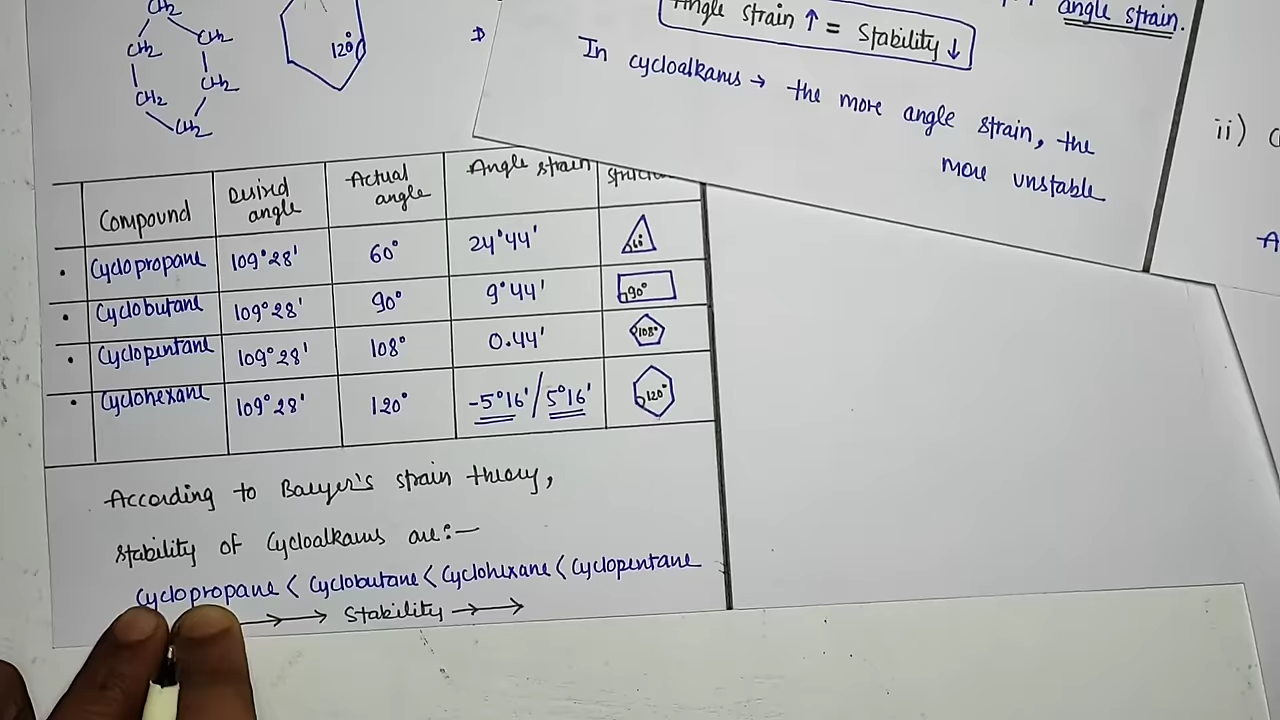 CH2
CH2 CH2
CH2 CH2
CH2
120°
angle strain.
Angle strain ↑ = Stability ↓
In cycloalkanes → the more angle strain, the
more unstable
ii)
Compound Desired angle Actual angle Angle strain
• Cyclopropane 109°28' 60° 24°44' 60°
• Cyclobutane 109°28' 90° 9°44' 90°
• Cyclopentane 109°28' 108° 0.44' 108°
• Cyclohexane 109°28' 120° -5°16' / 5°16' 120°
According to Baeyer's strain theory,
stability of Cycloalkanes are:—
Cyclopropane < Cyclobutane < Cyclohexane < Cyclopentane
→→ Stability →→